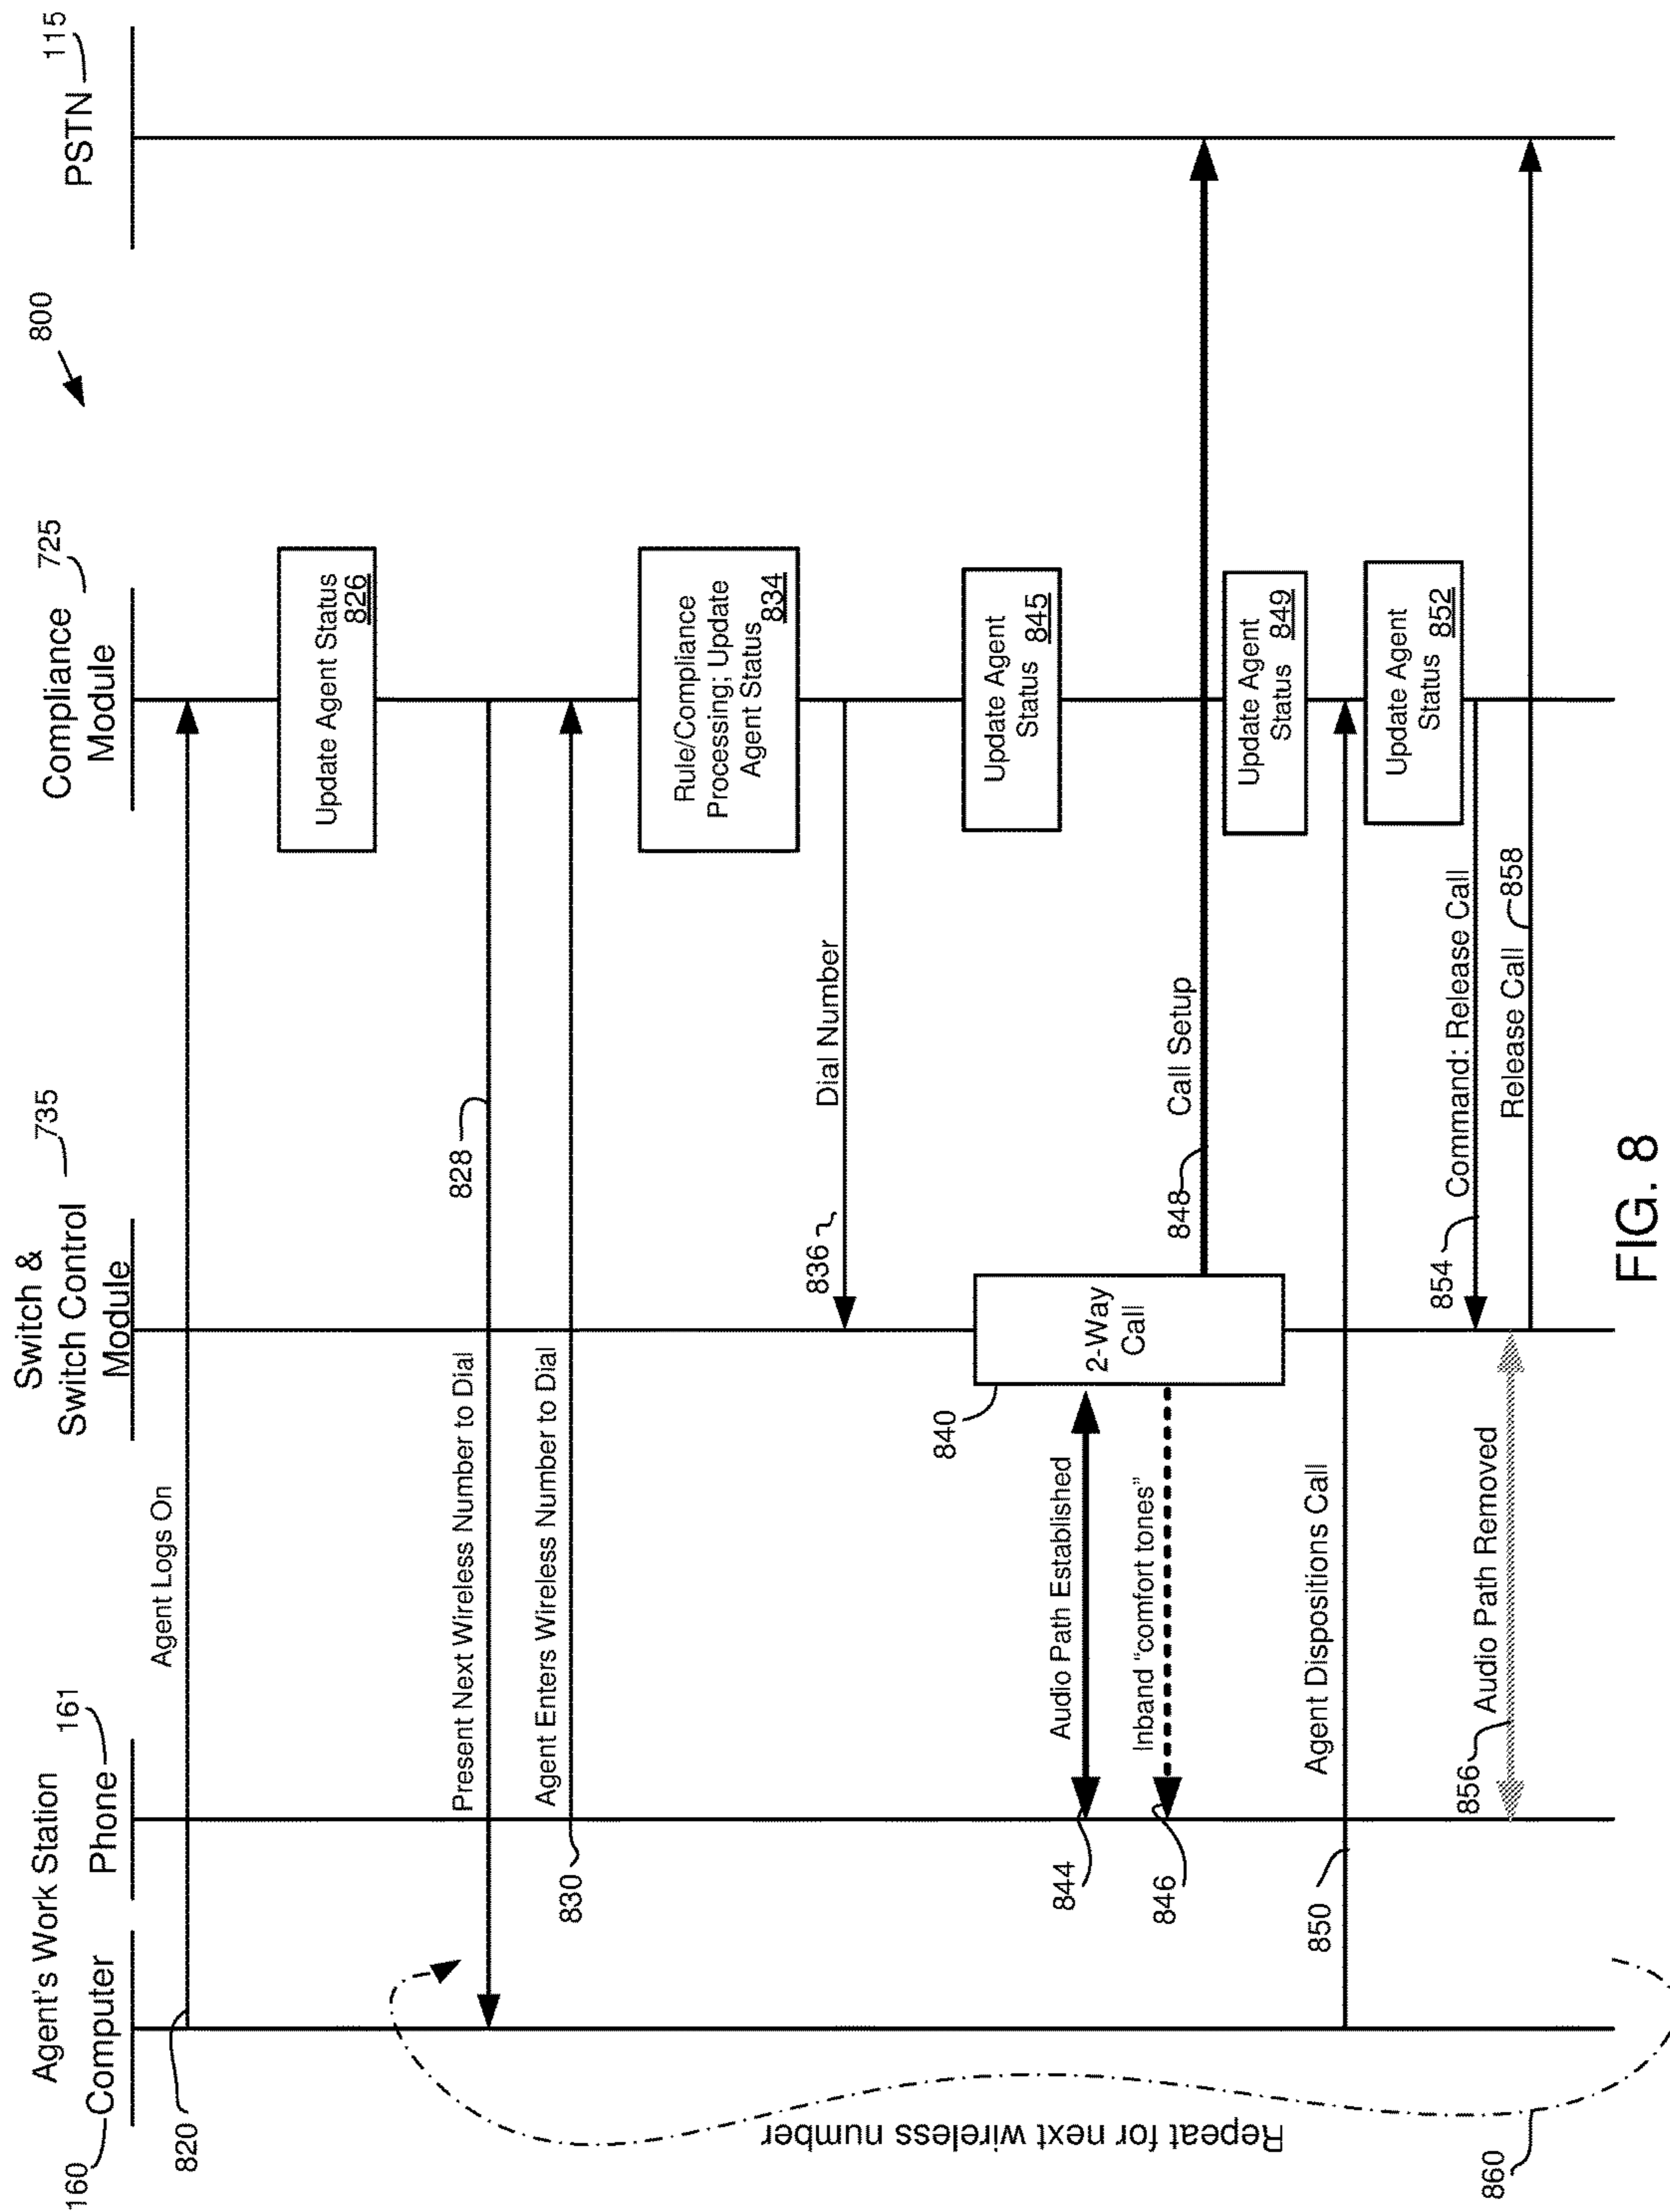 800
Agent's Work Station
160
Computer
Phone
161
Switch &
Switch Control
Module
735
Compliance
Module
725
PSTN
115
820
Agent Logs On
Update Agent Status
826
Present Next Wireless Number to Dial
828
830
Agent Enters Wireless Number to Dial
Rule/Compliance
Processing; Update
Agent Status
834
836
Dial Number
840
2-Way
Call
Update Agent
Status 845
844
Audio Path Established
846
Inband “comfort tones”
848
Call Setup
Update Agent
Status 849
850
Agent Dispositions Call
Update Agent
Status 852
854
Command: Release Call
856
Audio Path Removed
Release Call
858
Repeat for next wireless number
860
FIG. 8